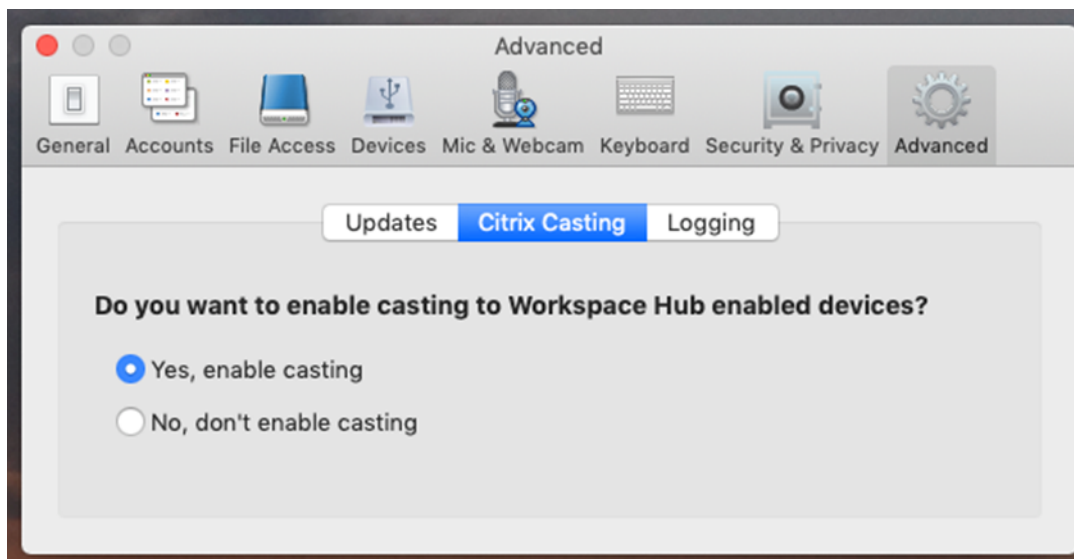 Advanced
General Accounts File Access Devices Mic & Webcam Keyboard Security & Privacy Advanced
Updates Citrix Casting Logging
Do you want to enable casting to Workspace Hub enabled devices?
Yes, enable casting
No, don't enable casting